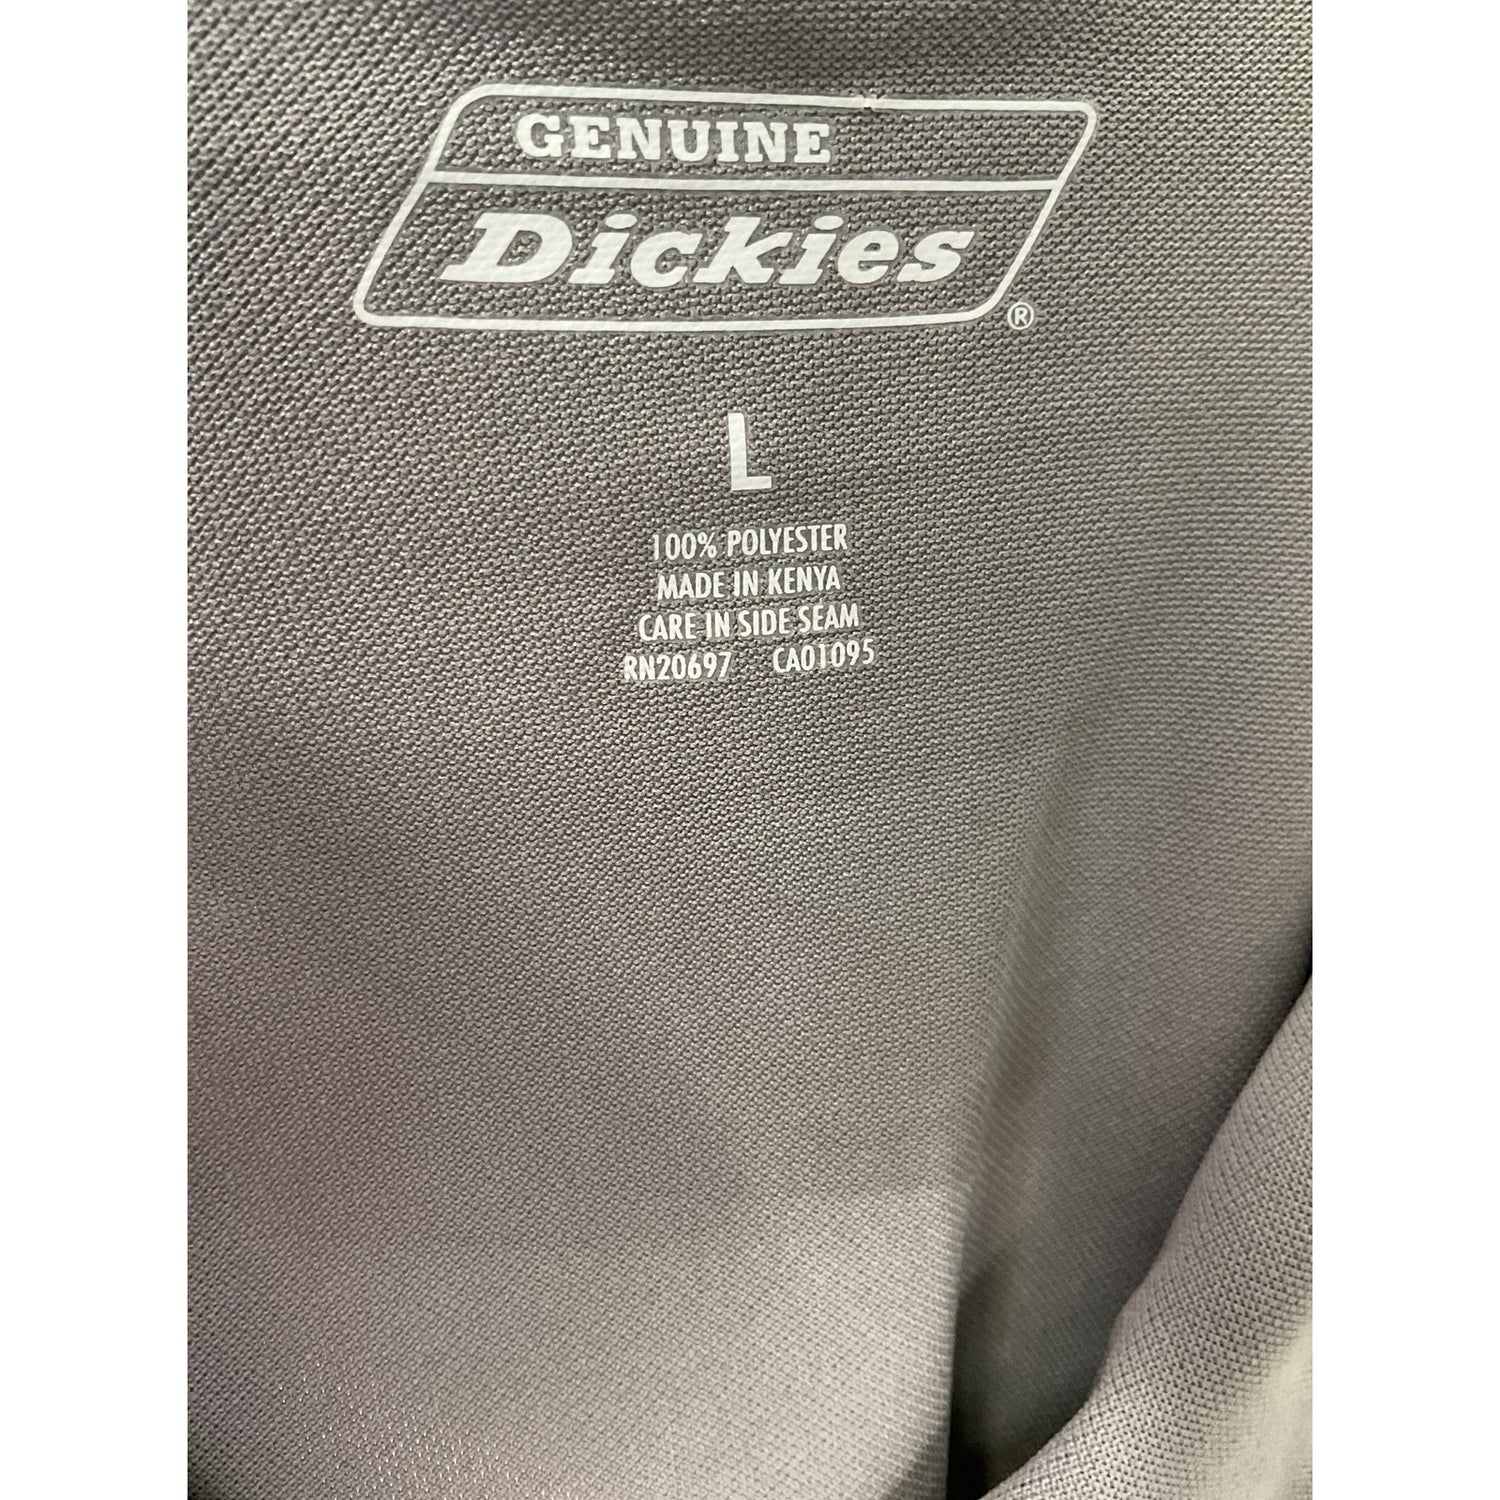 GENUINE
Dickies
®
L
100% POLYESTER
MADE IN KENYA
CARE IN SIDE SEAM
RN20697 CA01095